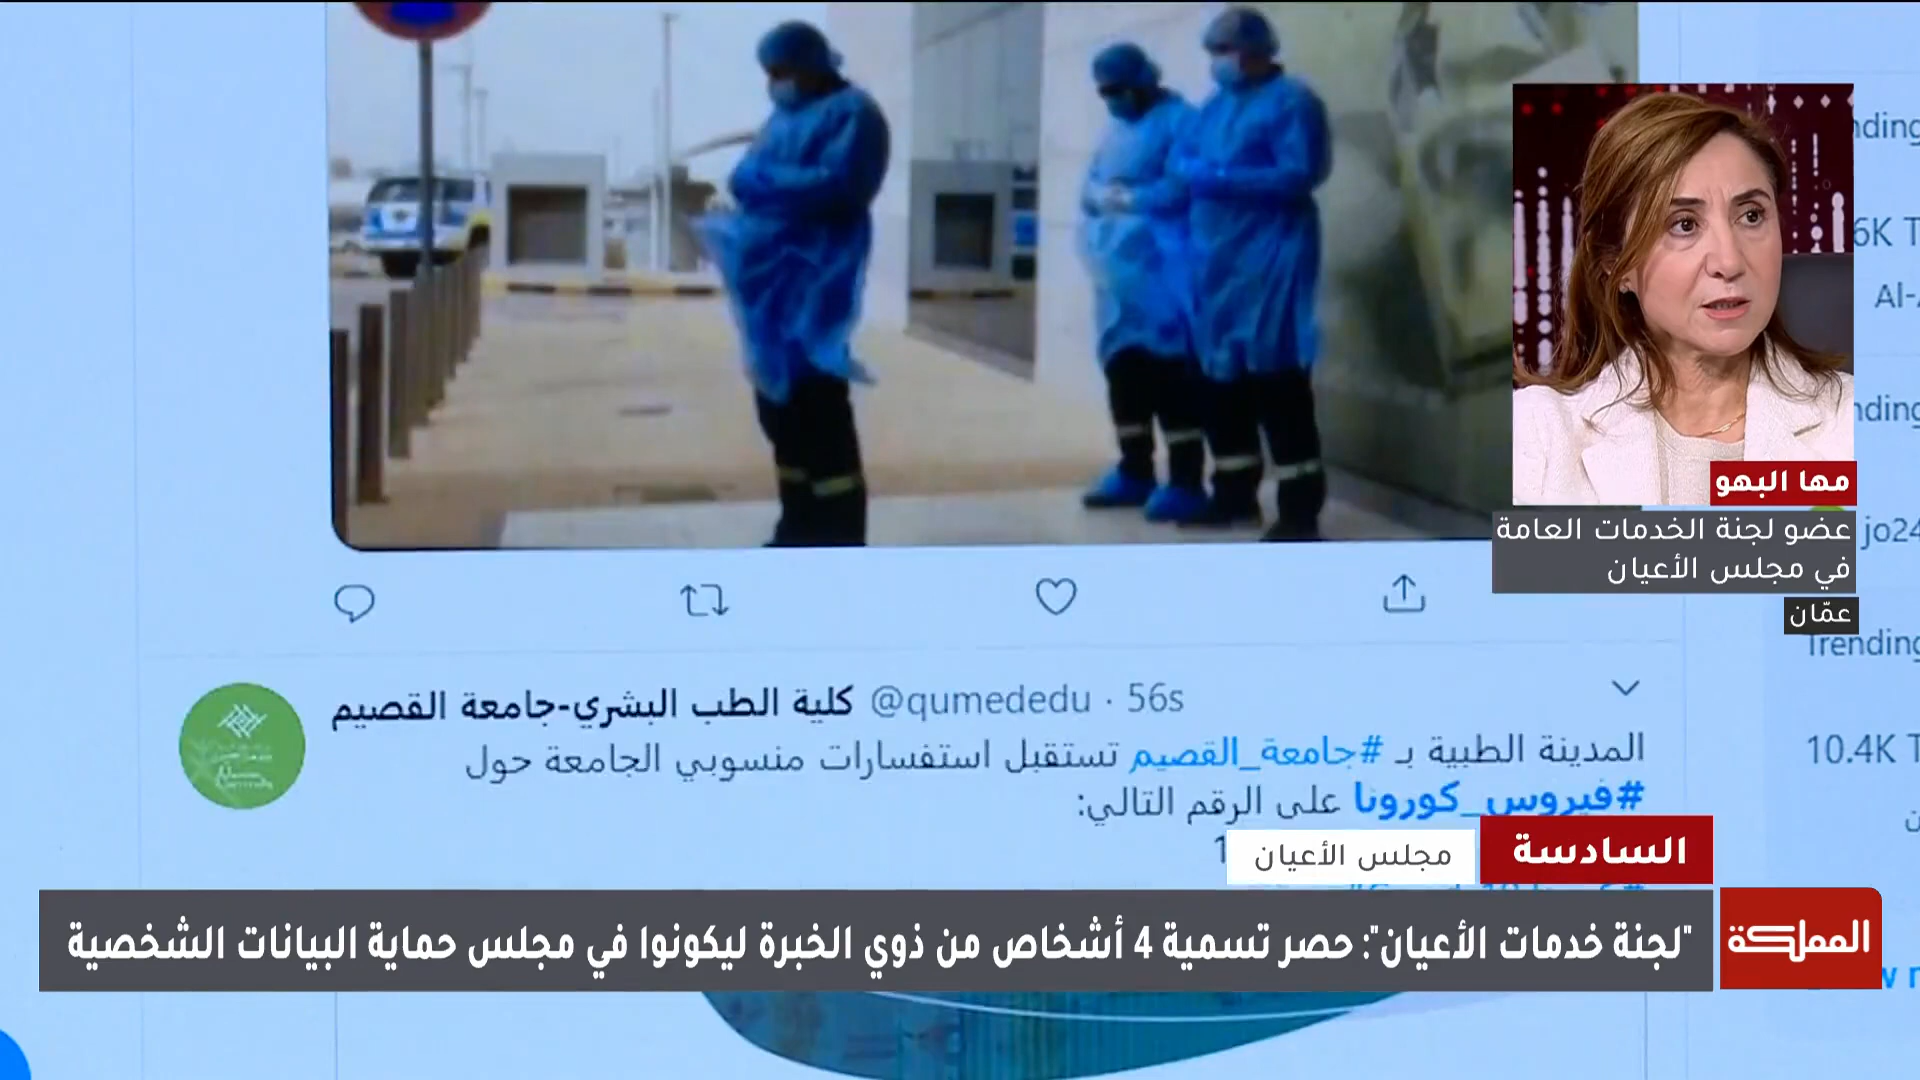 مها البهو
عضو لجنة الخدمات العامة
في مجلس الأعيان
عمّان
jo24
6K T
Al-
Trending
10.4K T
كلية الطب البشري-جامعة القصيم @qumededu · 56s
المدينة الطبية بـ #جامعة_القصيم تستقبل استفسارات منسوبي الجامعة حول
#فيروس_كورونا على الرقم التالي:
السادسة
مجلس الأعيان
"لجنة خدمات الأعيان": حصر تسمية 4 أشخاص من ذوي الخبرة ليكونوا في مجلس حماية البيانات الشخصية
المملكة